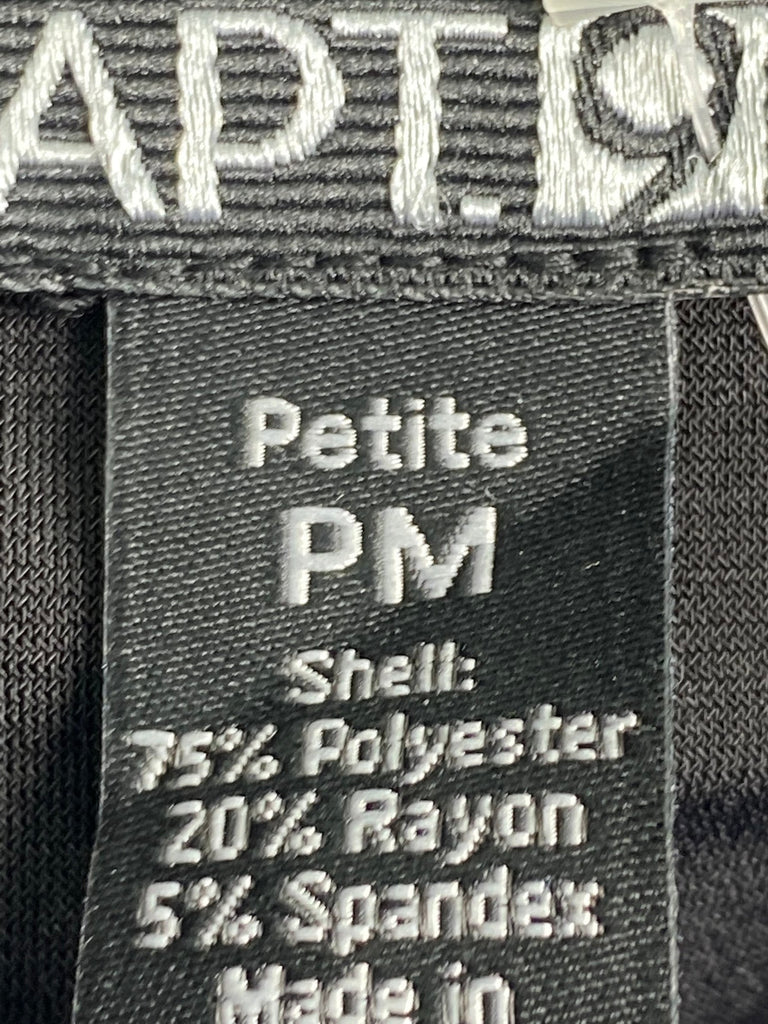 APT.9
Petite
PM
Shell:
75% Polyester
20% Rayon
5% Spandex
Made in